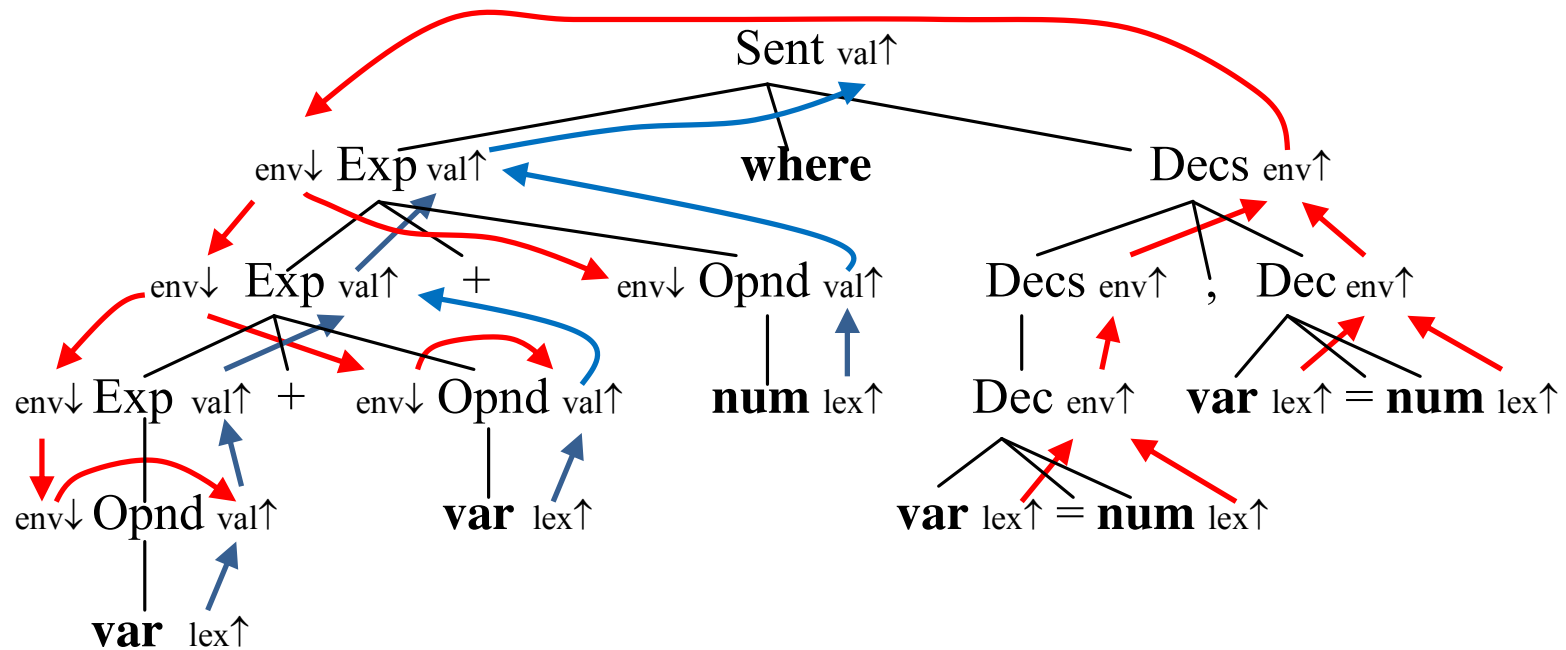 Sent val↑
env↓ Exp val↑ where Decs env↑
env↓ Exp val↑ + env↓ Opnd val↑ Decs env↑ , Dec env↑
env↓ Exp val↑ + env↓ Opnd val↑ num lex↑ Dec env↑ var lex↑ = num lex↑
env↓ Opnd val↑ var lex↑ var lex↑ = num lex↑
var lex↑